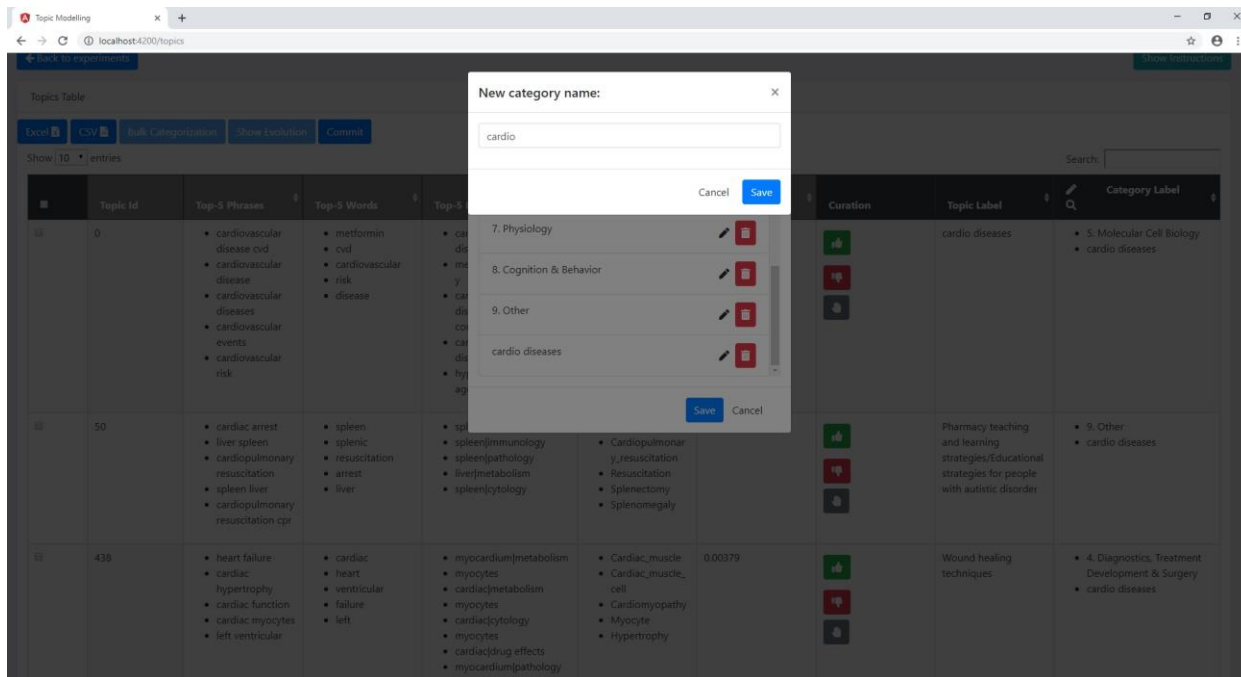 Topic Modelling
localhost:4200/topics
Back to experiments
Show Instructions
Topics Table
Excel CSV Bulk Categorization Show Evolution Commit
Show 10 entries
Search:
New category name:
cardio
Cancel Save
7. Physiology
8. Cognition & Behavior
9. Other
cardio diseases
Save Cancel
Topic Id Top-5 Phrases Top-5 Words Top-5 Curation Topic Label Category Label
0
cardiovascular
disease cvd
cardiovascular
disease
cardiovascular
diseases
cardiovascular
events
cardiovascular
risk
metformin
cvd
cardiovascular
risk
disease
cardio diseases
5. Molecular Cell Biology
cardio diseases
50
cardiac arrest
liver spleen
cardiopulmonary
resuscitation
spleen liver
cardiopulmonary
resuscitation cpr
spleen
splenic
resuscitation
arrest
liver
spleen|immunology
spleen|pathology
liver|metabolism
spleen|cytology
Cardiopulmonar
y_resuscitation
Resuscitation
Splenectomy
Splenomegaly
Pharmacy teaching
and learning
strategies/Educational
strategies for people
with autistic disorder
9. Other
cardio diseases
438
heart failure
cardiac
hypertrophy
cardiac function
cardiac myocytes
left ventricular
cardiac
heart
ventricular
failure
left
myocardium|metabolism
myocytes
cardiac|metabolism
myocytes
cardiac|cytology
myocytes
cardiac|drug effects
myocardium|pathology
Cardiac_muscle
Cardiac_muscle_
cell
Cardiomyopathy
Myocyte
Hypertrophy
0.00379
Wound healing
techniques
4. Diagnostics, Treatment
Development & Surgery
cardio diseases